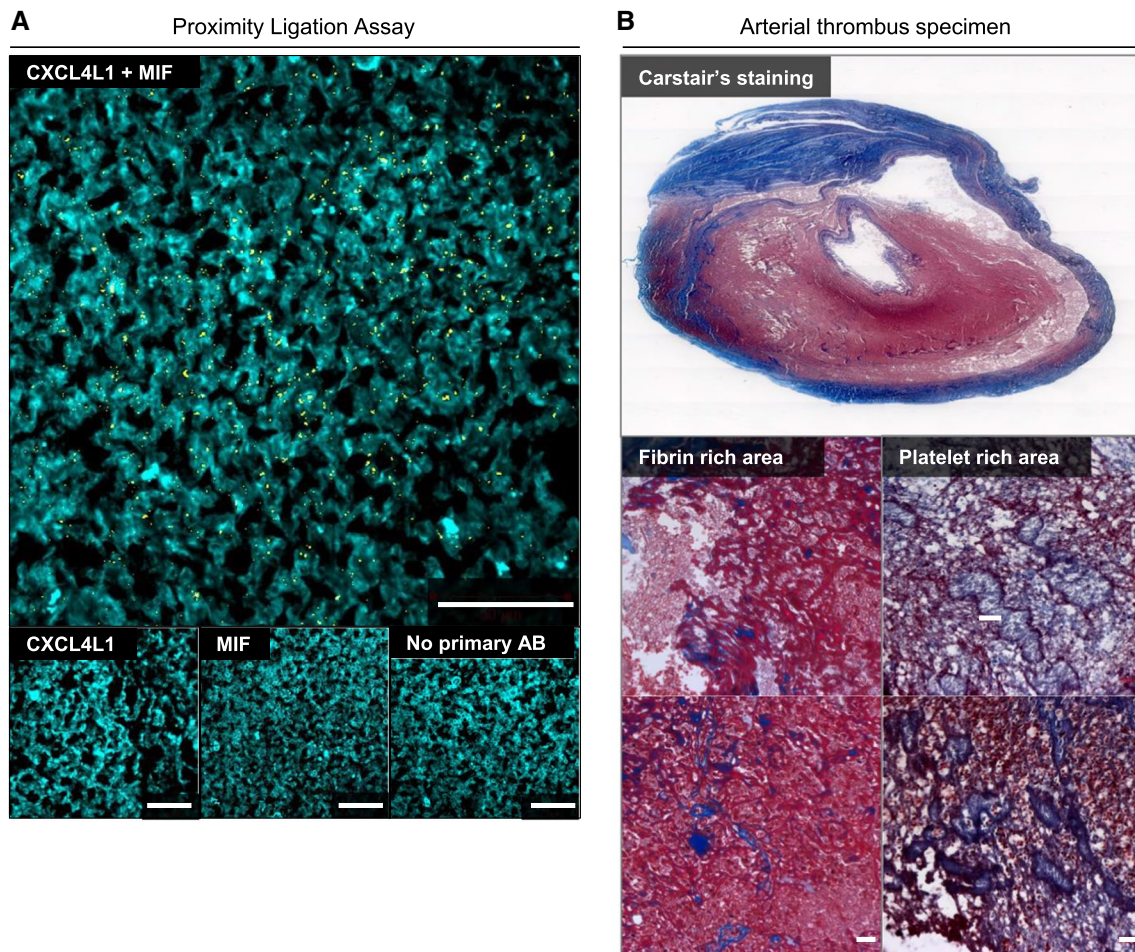 A
Proximity Ligation Assay
CXCL4L1 + MIF
CXCL4L1
MIF
No primary AB
B
Arterial thrombus specimen
Carstair's staining
Fibrin rich area
Platelet rich area